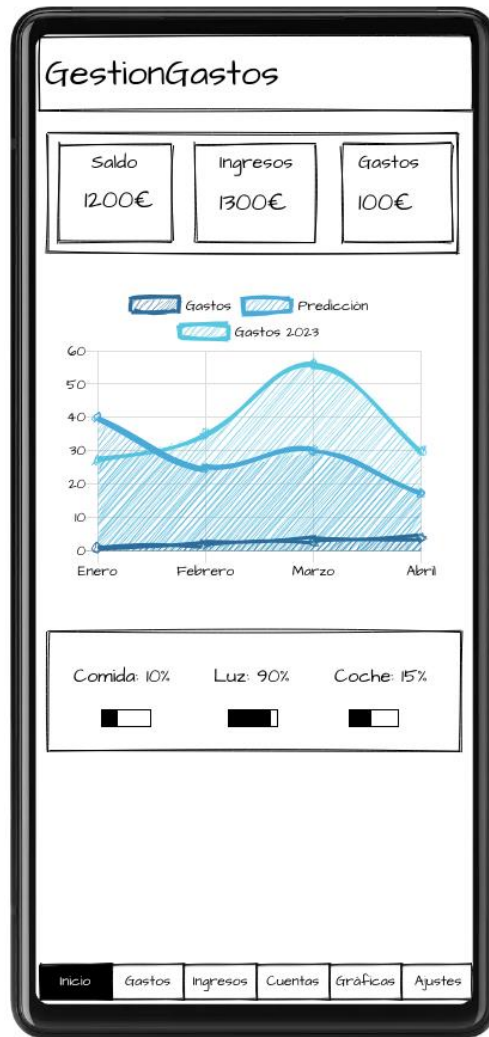 GestionGastos
Saldo Ingresos Gastos
1200€ 1300€ 100€
Gastos Predicción
Gastos 2023
60
50
40
30
20
10
0
Enero Febrero Marzo Abril
Comida: 10% Luz: 90% Coche: 15%
Inicio Gastos Ingresos Cuentas Gráficas Ajustes